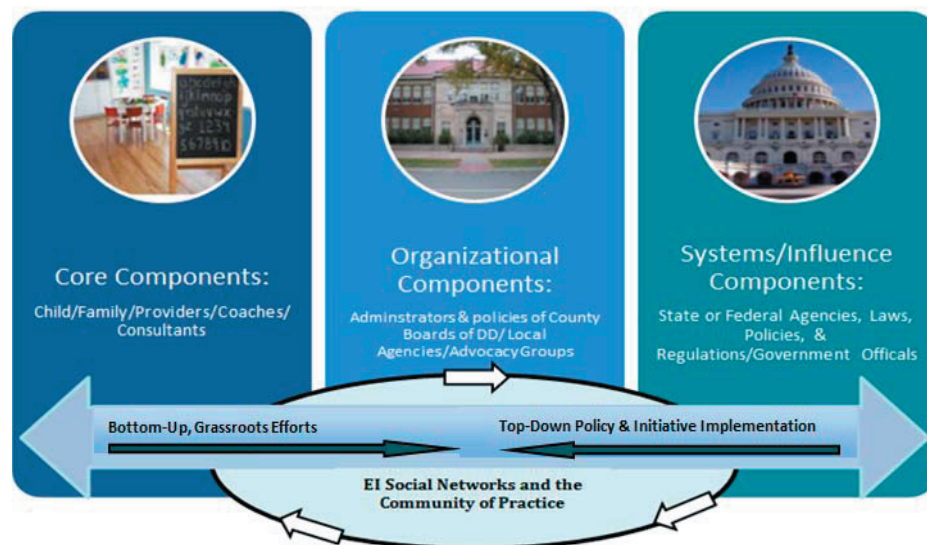 Core Components:
Child/Family/Providers/Coaches/
Consultants
Organizational
Components:
Adminstrators & policies of County
Boards of DD/ Local
Agencies/Advocacy Groups
Systems/Influence
Components:
State or Federal Agencies, Laws,
Policies, &
Regulations/Government Officals
Bottom-Up, Grassroots Efforts
Top-Down Policy & Initiative Implementation
EI Social Networks and the
Community of Practice